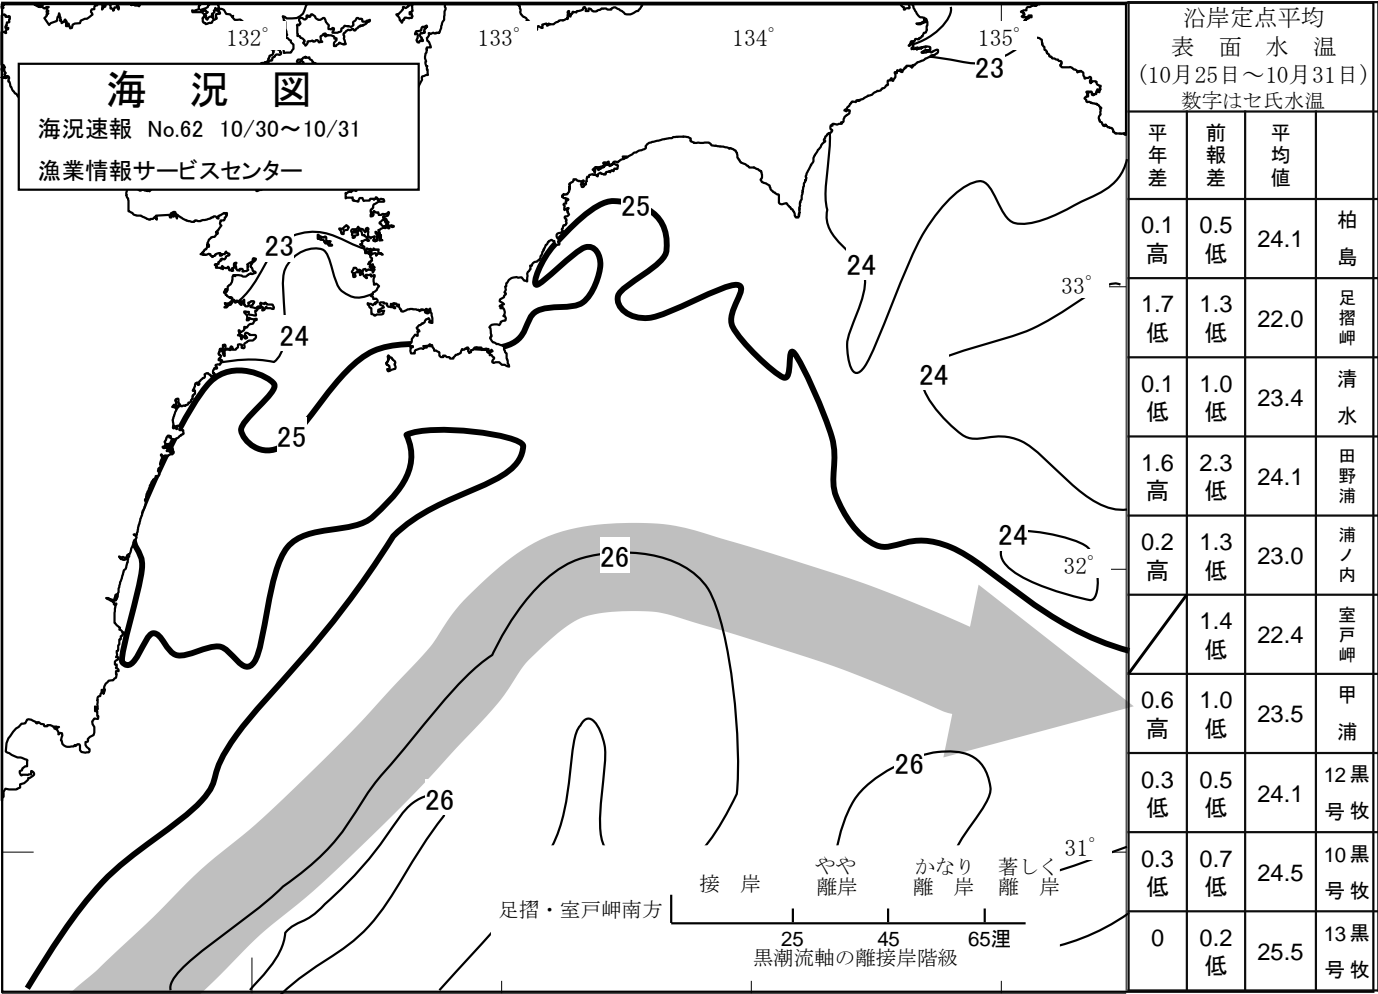 海 況 図
海況速報 No.62 10/30～10/31
漁業情報サービスセンター
132°
133°
134°
135°
23
25
23
24
33°
24
24
25
24
26
32°
26
26
31°
接 岸
やや
離岸
かなり
離 岸
著しく
離 岸
足摺・室戸岬南方
25 45 65浬
黒潮流軸の離接岸階級
沿岸定点平均
表 面 水 温
(10月25日～10月31日)
数字はセ氏水温
平年差 前報差 平均値
0.1高 0.5低 24.1 柏島
1.7低 1.3低 22.0 足摺岬
0.1低 1.0低 23.4 清水
1.6高 2.3低 24.1 田野浦
0.2高 1.3低 23.0 浦ノ内
1.4低 22.4 室戸岬
0.6高 1.0低 23.5 甲浦
0.3低 0.5低 24.1 黒牧12号
0.3低 0.7低 24.5 黒牧10号
0 0.2低 25.5 黒牧13号